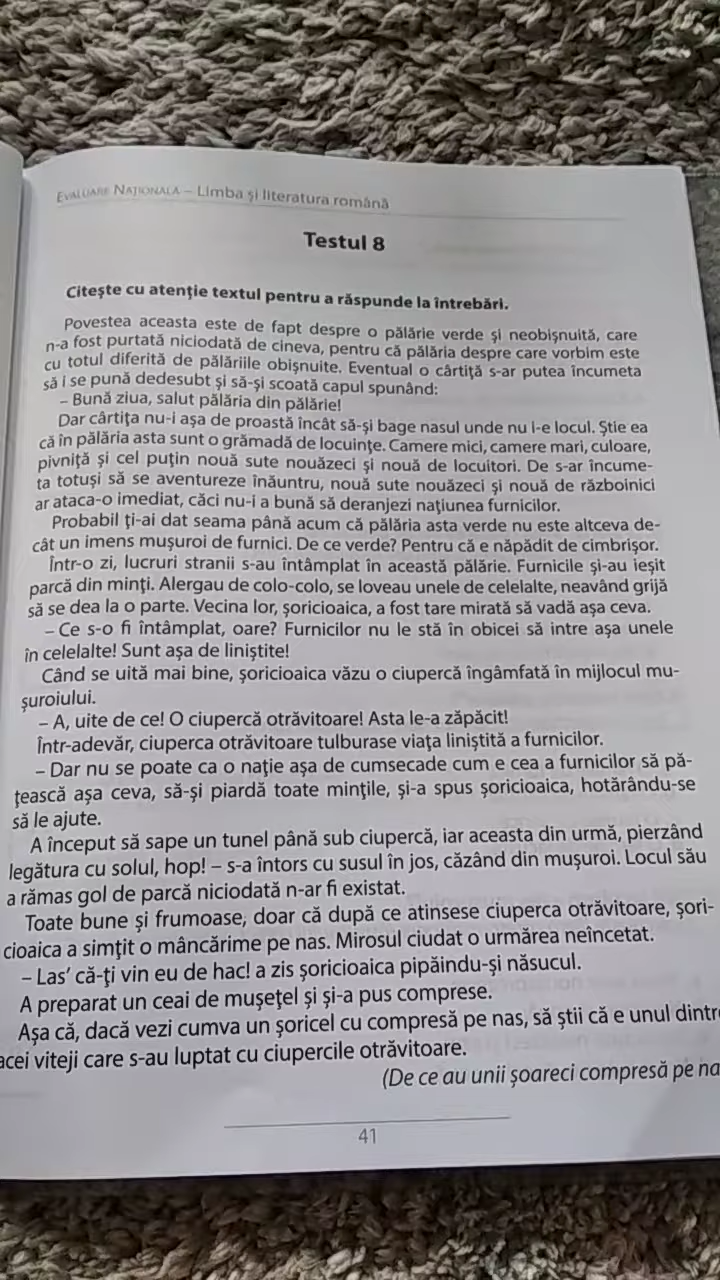 EVALUARE NAȚIONALĂ – Limba și literatura română
Testul 8
Citește cu atenție textul pentru a răspunde la întrebări.
Povestea aceasta este de fapt despre o pălărie verde și neobișnuită, care
n-a fost purtată niciodată de cineva, pentru că pălăria despre care vorbim este
cu totul diferită de pălăriile obișnuite. Eventual o cârtiță s-ar putea încumeta
să i se pună dedesubt și să-și scoată capul spunând:
– Bună ziua, salut pălăria din pălărie!
Dar cârtița nu-i așa de proastă încât să-și bage nasul unde nu l-e locul. Știe ea
că în pălăria asta sunt o grămadă de locuințe. Camere mici, camere mari, culoare,
pivniță și cel puțin nouă sute nouăzeci și nouă de locuitori. De s-ar încume-
ta totuși să se aventureze înăuntru, nouă sute nouăzeci și nouă de războinici
ar ataca-o imediat, căci nu-i a bună să deranjezi națiunea furnicilor.
Probabil ți-ai dat seama până acum că pălăria asta verde nu este altceva de-
cât un imens mușuroi de furnici. De ce verde? Pentru că e năpădit de cimbrișor.
Într-o zi, lucruri stranii s-au întâmplat în această pălărie. Furnicile și-au ieșit
parcă din minți. Alergau de colo-colo, se loveau unele de celelalte, neavând grijă
să se dea la o parte. Vecina lor, șoricioaica, a fost tare mirată să vadă așa ceva.
– Ce s-o fi întâmplat, oare? Furnicilor nu le stă în obicei să intre așa unele
în celelalte! Sunt așa de liniștite!
Când se uită mai bine, șoricioaica văzu o ciupercă îngâmfată în mijlocul mu-
șuroiului.
– A, uite de ce! O ciupercă otrăvitoare! Asta le-a zăpăcit!
Într-adevăr, ciuperca otrăvitoare tulburase viața liniștită a furnicilor.
– Dar nu se poate ca o nație așa de cumsecade cum e cea a furnicilor să pă-
țească așa ceva, să-și piardă toate mințile, și-a spus șoricioaica, hotărându-se
să le ajute.
A început să sape un tunel până sub ciupercă, iar aceasta din urmă, pierzând
legătura cu solul, hop! – s-a întors cu susul în jos, căzând din mușuroi. Locul său
a rămas gol de parcă niciodată n-ar fi existat.
Toate bune și frumoase, doar că după ce atinsese ciuperca otrăvitoare, șori-
cioaica a simțit o mâncărime pe nas. Mirosul ciudat o urmărea neîncetat.
– Las' că-ți vin eu de hac! a zis șoricioaica pipăindu-și năsucul.
A preparat un ceai de mușețel și și-a pus comprese.
Așa că, dacă vezi cumva un șoricel cu compresă pe nas, să știi că e unul dintre
acei viteji care s-au luptat cu ciupercile otrăvitoare.
(De ce au unii șoareci compresă pe na
41